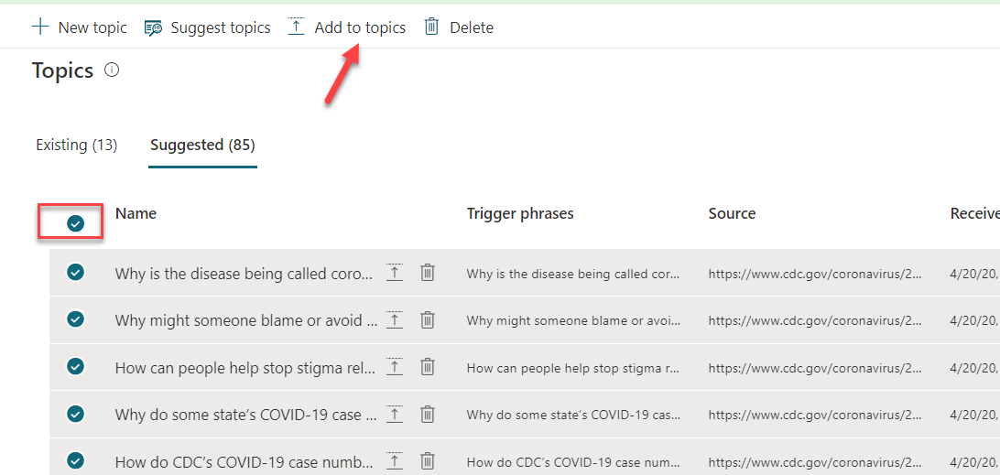 New topic Suggest topics Add to topics Delete
Topics
Existing (13) Suggested (85)
Name Trigger phrases Source Receive
Why is the disease being called coro... Why is the disease being called cor... https://www.cdc.gov/coronavirus/2... 4/20/20,
Why might someone blame or avoid ... Why might someone blame or avoi... https://www.cdc.gov/coronavirus/2... 4/20/20,
How can people help stop stigma rel... How can people help stop stigma r... https://www.cdc.gov/coronavirus/2... 4/20/20,
Why do some state’s COVID-19 case ... Why do some state’s COVID-19 cas... https://www.cdc.gov/coronavirus/2... 4/20/20,
How do CDC’s COVID-19 case numb... How do CDC’s COVID-19 case num... https://www.cdc.gov/coronavirus/2... 4/20/20,